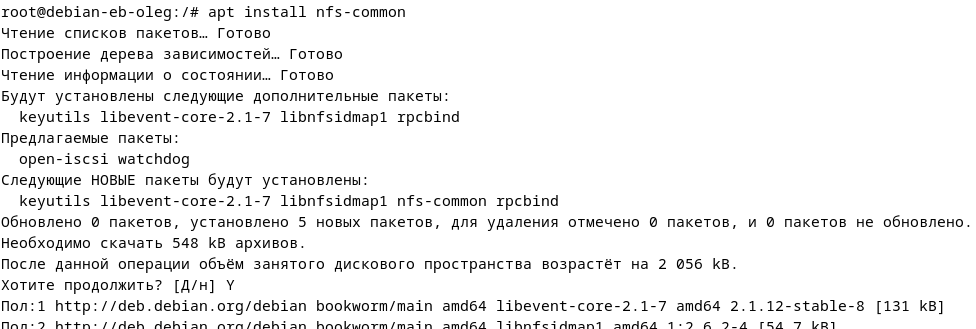 root@debian-eb-oleg:/# apt install nfs-common
Чтение списков пакетов… Готово
Построение дерева зависимостей… Готово
Чтение информации о состоянии… Готово
Будут установлены следующие дополнительные пакеты:
  keyutils libevent-core-2.1-7 libnfsidmap1 rpcbind
Предлагаемые пакеты:
  open-iscsi watchdog
Следующие НОВЫЕ пакеты будут установлены:
  keyutils libevent-core-2.1-7 libnfsidmap1 nfs-common rpcbind
Обновлено 0 пакетов, установлено 5 новых пакетов, для удаления отмечено 0 пакетов, и 0 пакетов не обновлено.
Необходимо скачать 548 kB архивов.
После данной операции объём занятого дискового пространства возрастёт на 2 056 kB.
Хотите продолжить? [Д/н] Y
Пол:1 http://deb.debian.org/debian bookworm/main amd64 libevent-core-2.1-7 amd64 2.1.12-stable-8 [131 kB]
Пол:2 http://deb.debian.org/debian bookworm/main amd64 libnfsidmap1 amd64 1:2.6.2-4 [54,7 kB]